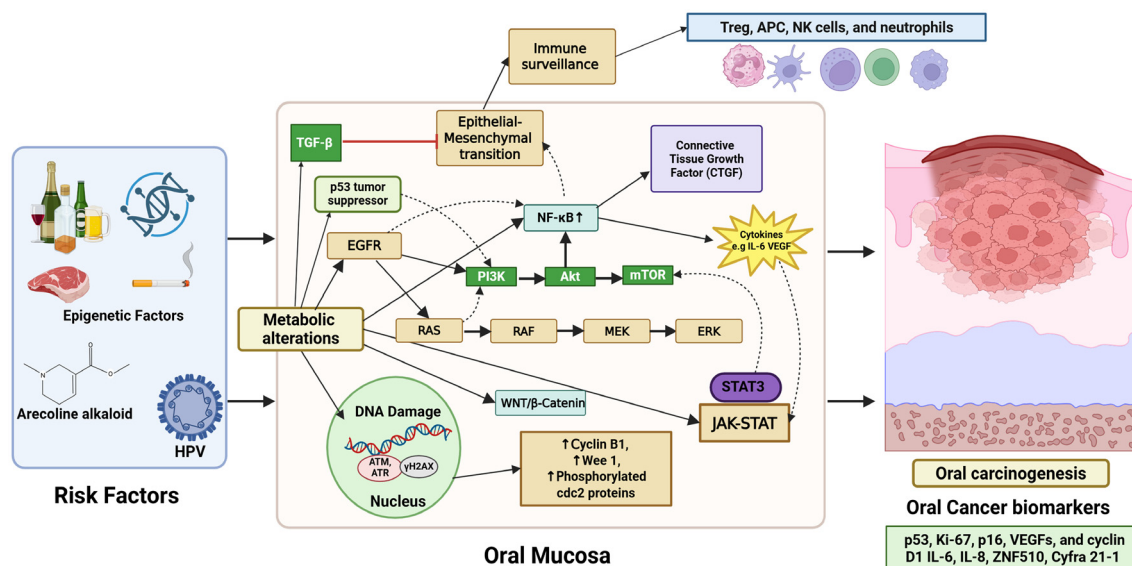 Treg, APC, NK cells, and neutrophils
Immune
surveillance
Epithelial-
Mesenchymal
transition
TGF-β
Connective
Tissue Growth
Factor (CTGF)
p53 tumor
suppressor
NF-κB↑
Cytokines
e.g IL-6 VEGF
EGFR
PI3K
Akt
mTOR
Epigenetic Factors
Metabolic
alterations
RAS
RAF
MEK
ERK
N
O
O
Arecoline alkaloid
HPV
STAT3
JAK-STAT
WNT/β-Catenin
DNA Damage
ATM,
ATR
γH2AX
Nucleus
↑Cyclin B1,
↑Wee 1,
↑Phosphorylated
cdc2 proteins
Risk Factors
Oral Mucosa
Oral carcinogenesis
Oral Cancer biomarkers
p53, Ki-67, p16, VEGFs, and cyclin
D1 IL-6, IL-8, ZNF510, Cyfra 21-1